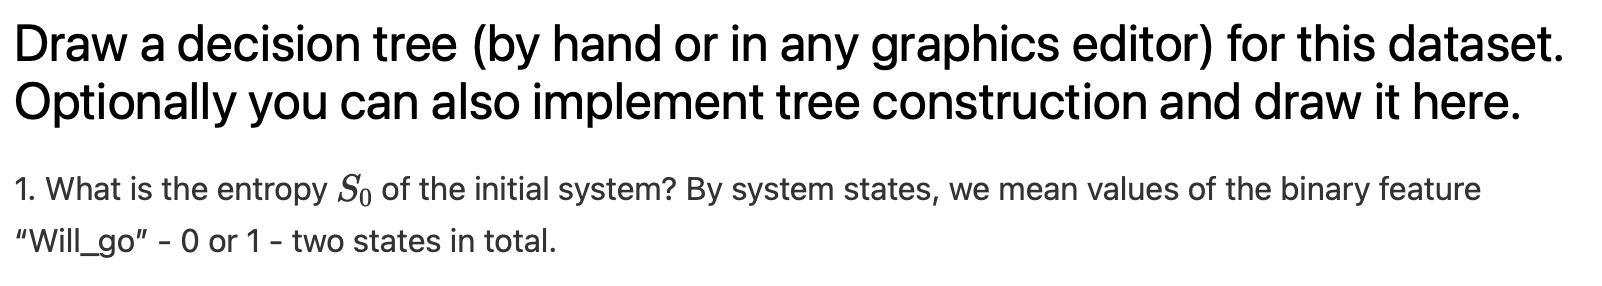 Draw a decision tree (by hand or in any graphics editor) for this dataset.
Optionally you can also implement tree construction and draw it here.
1. What is the entropy S₀ of the initial system? By system states, we mean values of the binary feature
“Will_go” - 0 or 1 - two states in total.